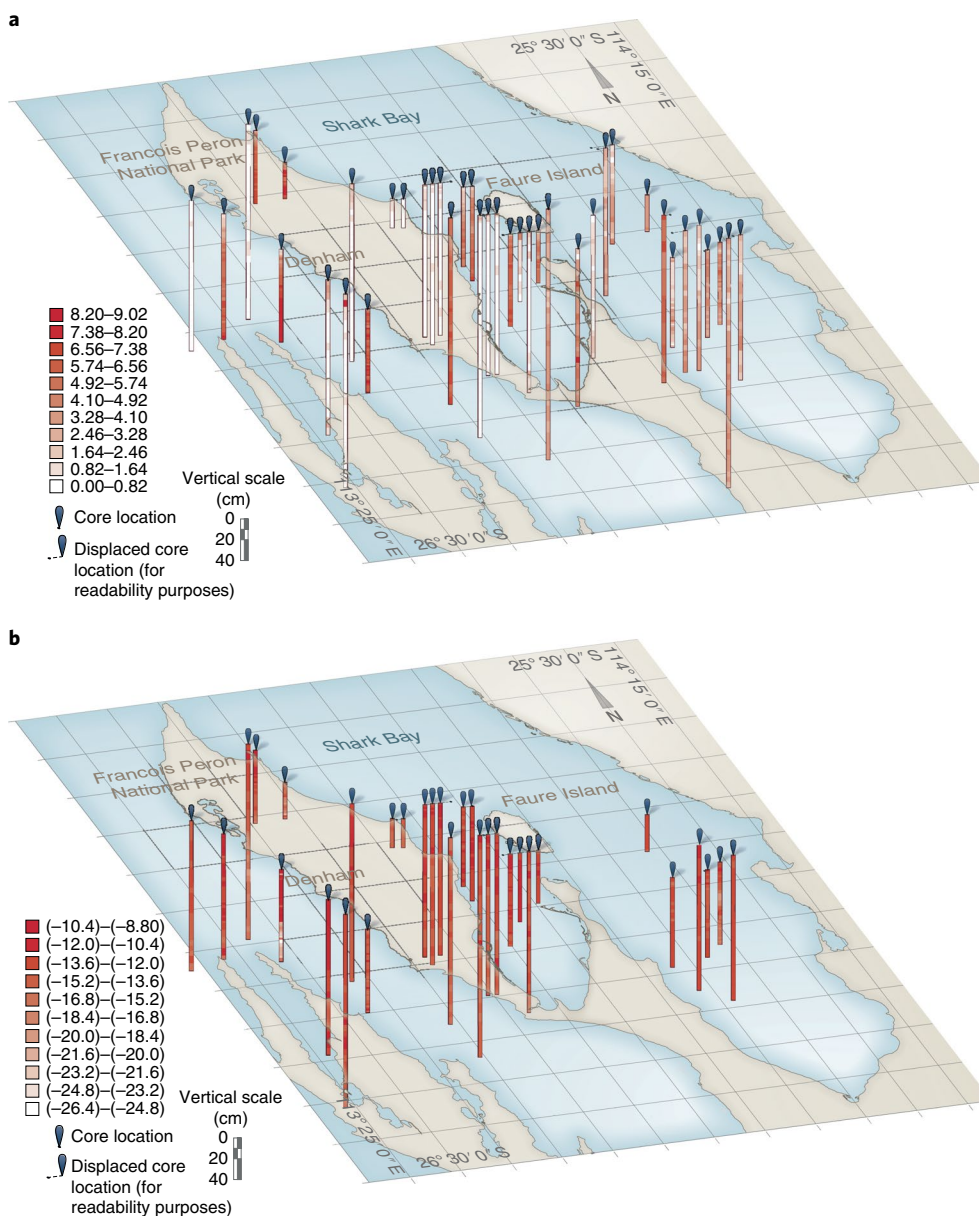 a
25° 30′ 0″ S
114° 15′ 0″ E
N
Shark Bay
Francois Peron
National Park
Faure Island
Denham
8.20–9.02
7.38–8.20
6.56–7.38
5.74–6.56
4.92–5.74
4.10–4.92
3.28–4.10
2.46–3.28
1.64–2.46
0.82–1.64
0.00–0.82
Vertical scale
(cm)
0
20
40
Core location
Displaced core
location (for
readability purposes)
113° 25′ 0″ E
26° 30′ 0″ S
b
25° 30′ 0″ S
114° 15′ 0″ E
N
Shark Bay
Francois Peron
National Park
Faure Island
Denham
(−10.4)–(−8.80)
(−12.0)–(−10.4)
(−13.6)–(−12.0)
(−15.2)–(−13.6)
(−16.8)–(−15.2)
(−18.4)–(−16.8)
(−20.0)–(−18.4)
(−21.6)–(−20.0)
(−23.2)–(−21.6)
(−24.8)–(−23.2)
(−26.4)–(−24.8)
Vertical scale
(cm)
0
20
40
Core location
Displaced core
location (for
readability purposes)
113° 25′ 0″ E
26° 30′ 0″ S